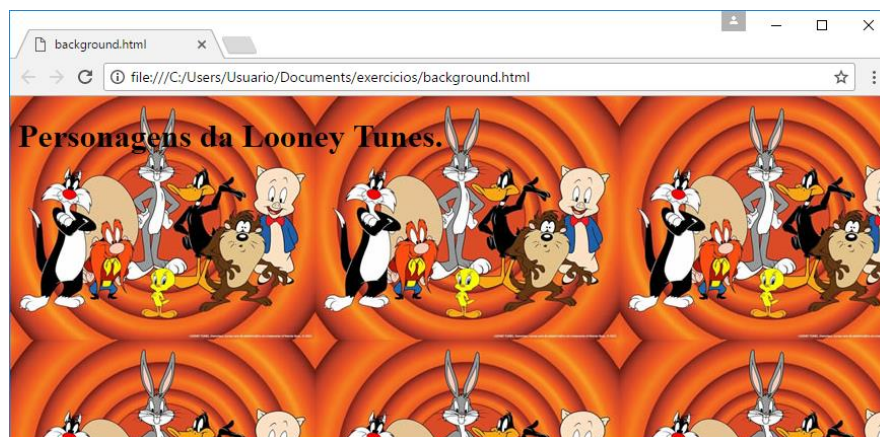 background.html
file:///C:/Users/Usuario/Documents/exercicios/background.html
Personagens da Looney Tunes.